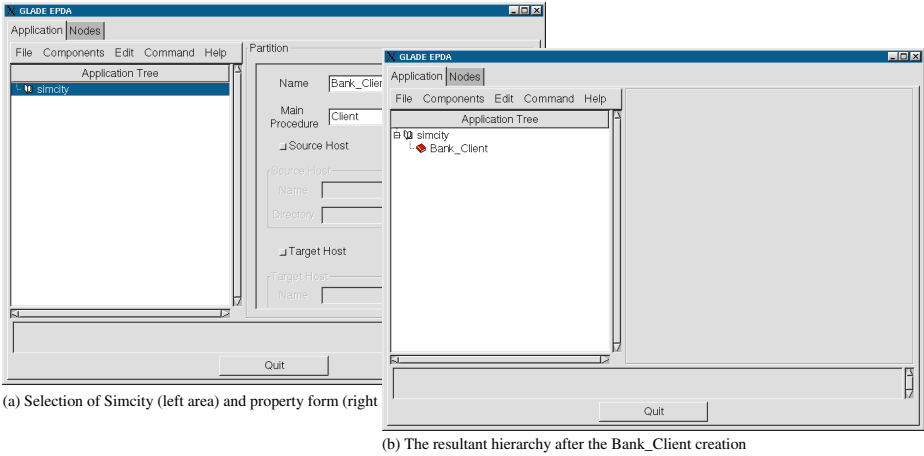 GLADE EPDA
Application Nodes
File Components Edit Command Help
Application Tree
simcity
Partition
Name Bank_Clien
Main Procedure Client
Source Host
Source Host
Name
Directory
Target Host
Target Host
Name
Quit
(a) Selection of Simcity (left area) and property form (right
GLADE EPDA
Application Nodes
File Components Edit Command Help
Application Tree
simcity
Bank_Client
Quit
(b) The resultant hierarchy after the Bank_Client creation